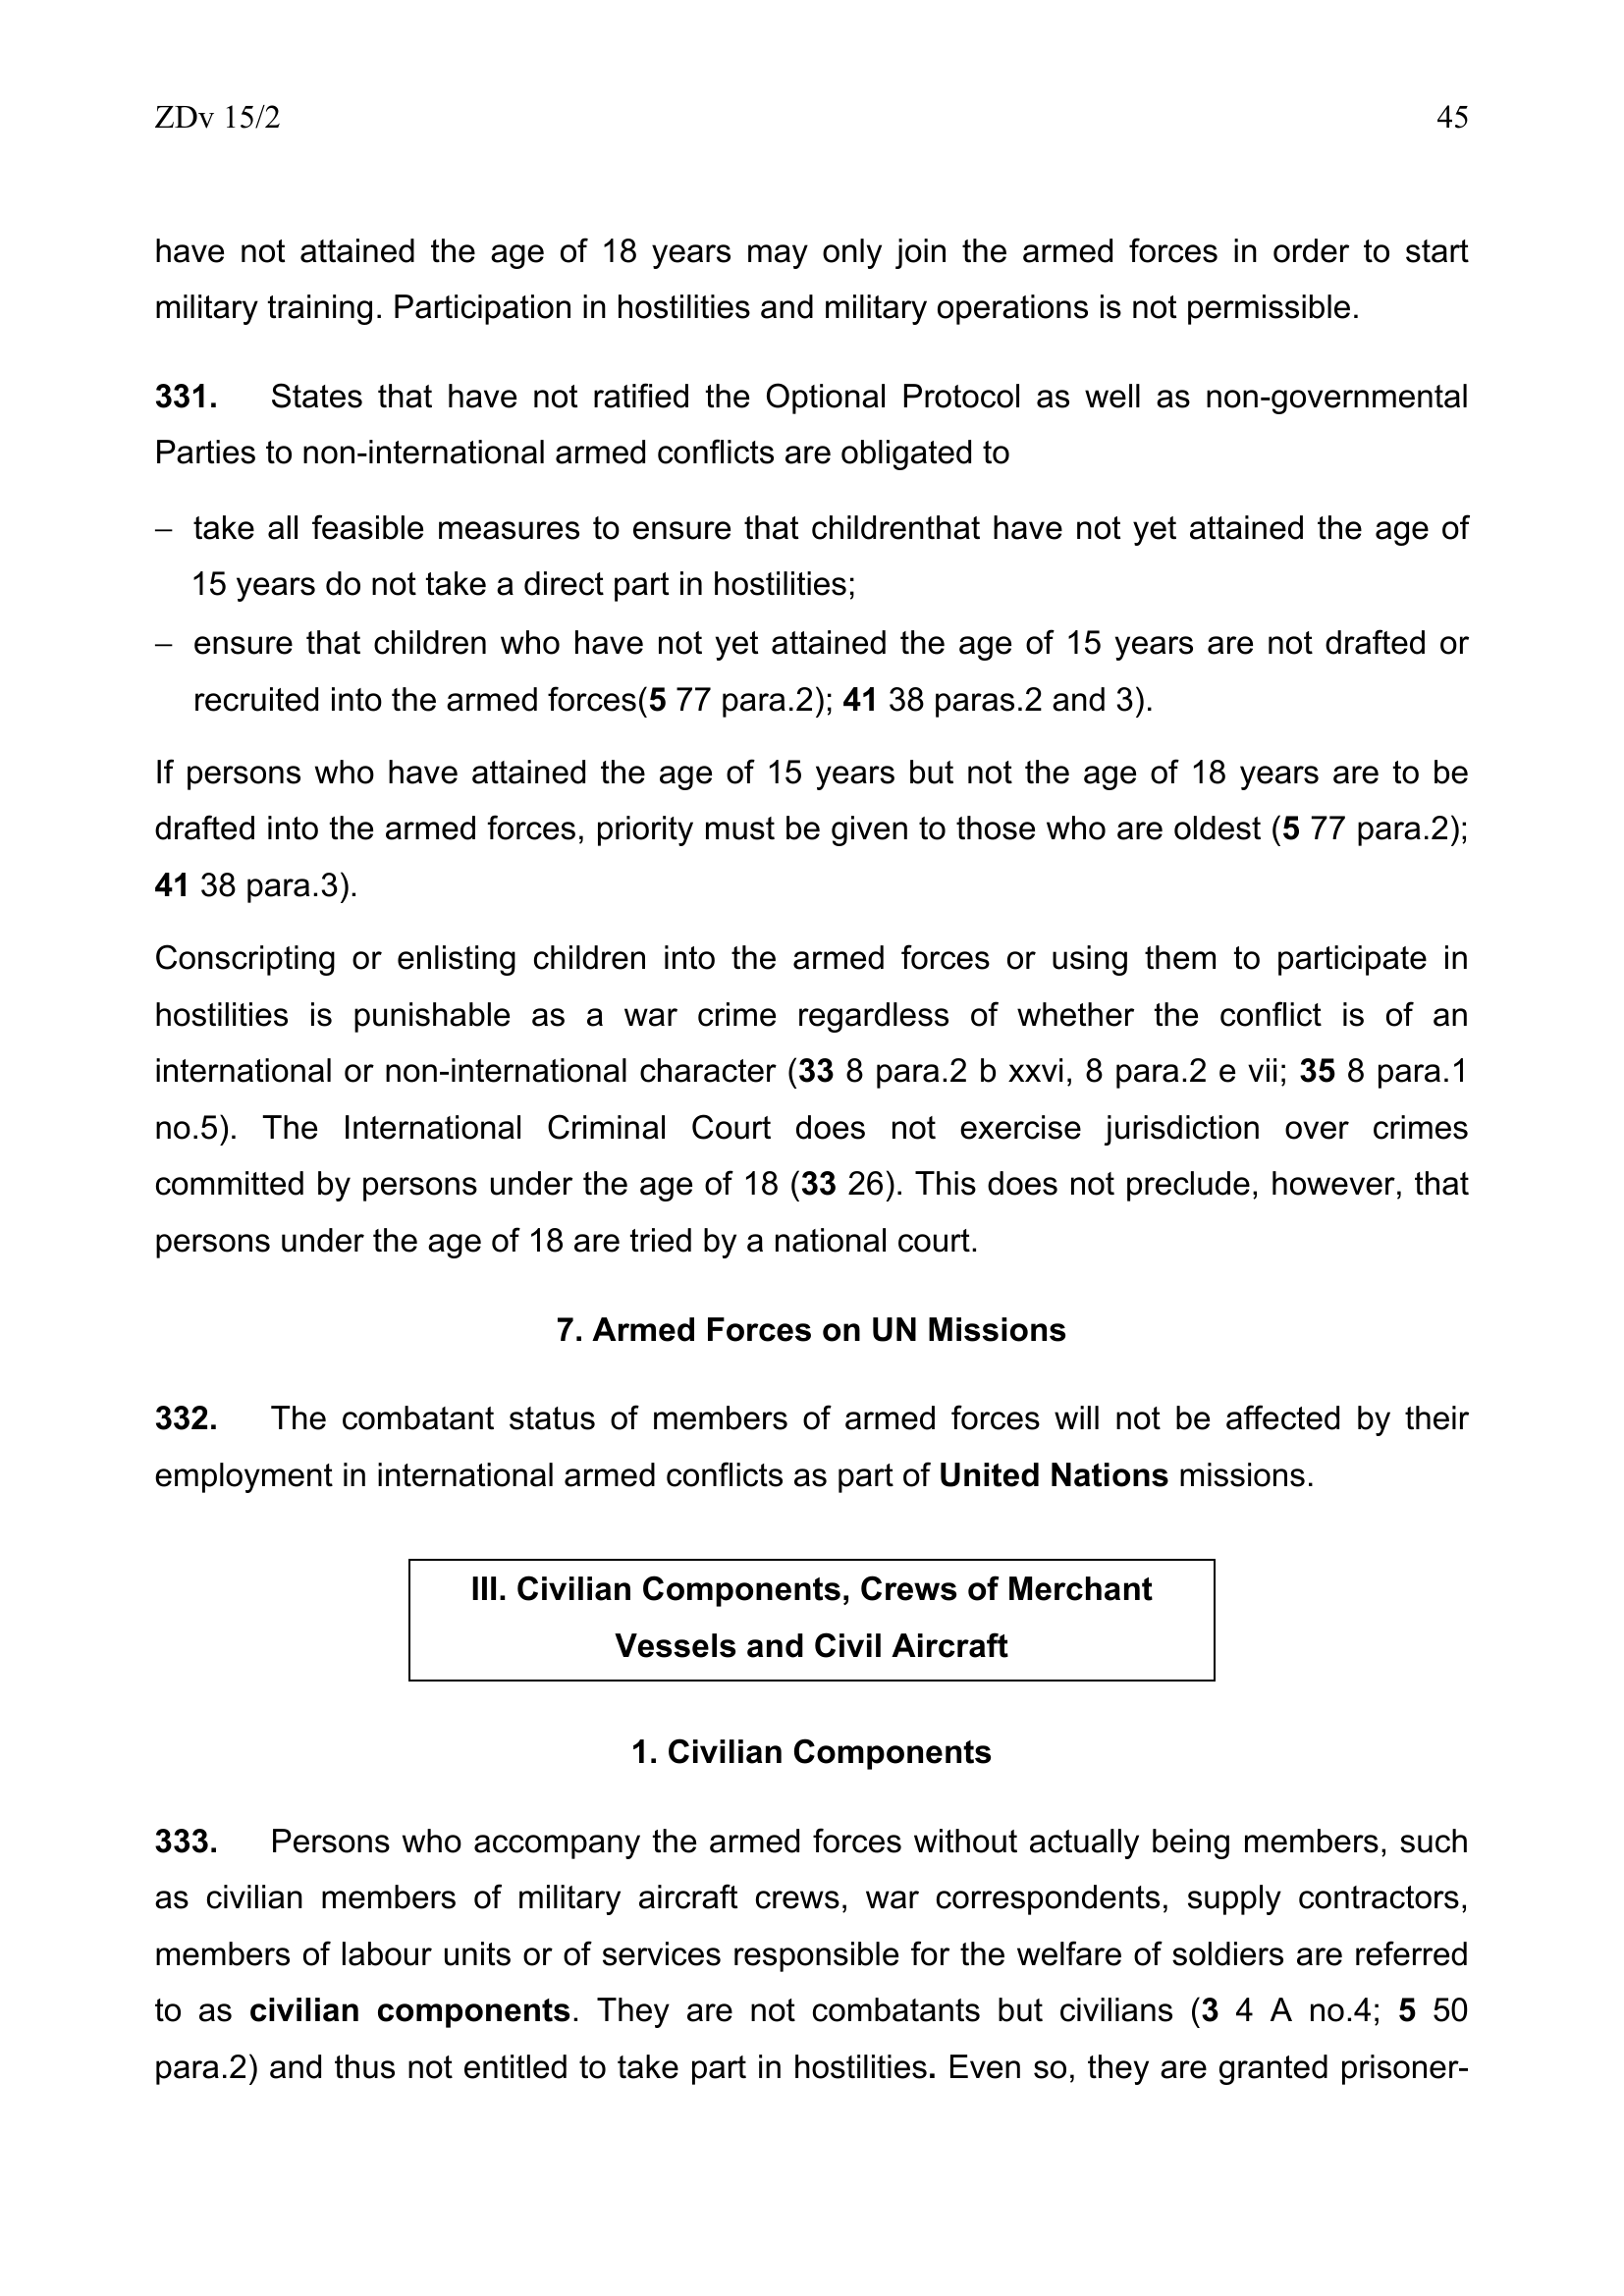 ZDv 15/2 45
have not attained the age of 18 years may only join the armed forces in order to start
military training. Participation in hostilities and military operations is not permissible.
331. States that have not ratified the Optional Protocol as well as non-governmental
Parties to non-international armed conflicts are obligated to
– take all feasible measures to ensure that childrenthat have not yet attained the age of
15 years do not take a direct part in hostilities;
– ensure that children who have not yet attained the age of 15 years are not drafted or
recruited into the armed forces(5 77 para.2); 41 38 paras.2 and 3).
If persons who have attained the age of 15 years but not the age of 18 years are to be
drafted into the armed forces, priority must be given to those who are oldest (5 77 para.2);
41 38 para.3).
Conscripting or enlisting children into the armed forces or using them to participate in
hostilities is punishable as a war crime regardless of whether the conflict is of an
international or non-international character (33 8 para.2 b xxvi, 8 para.2 e vii; 35 8 para.1
no.5). The International Criminal Court does not exercise jurisdiction over crimes
committed by persons under the age of 18 (33 26). This does not preclude, however, that
persons under the age of 18 are tried by a national court.
7. Armed Forces on UN Missions
332. The combatant status of members of armed forces will not be affected by their
employment in international armed conflicts as part of United Nations missions.
III. Civilian Components, Crews of Merchant
Vessels and Civil Aircraft
1. Civilian Components
333. Persons who accompany the armed forces without actually being members, such
as civilian members of military aircraft crews, war correspondents, supply contractors,
members of labour units or of services responsible for the welfare of soldiers are referred
to as civilian components. They are not combatants but civilians (3 4 A no.4; 5 50
para.2) and thus not entitled to take part in hostilities. Even so, they are granted prisoner-